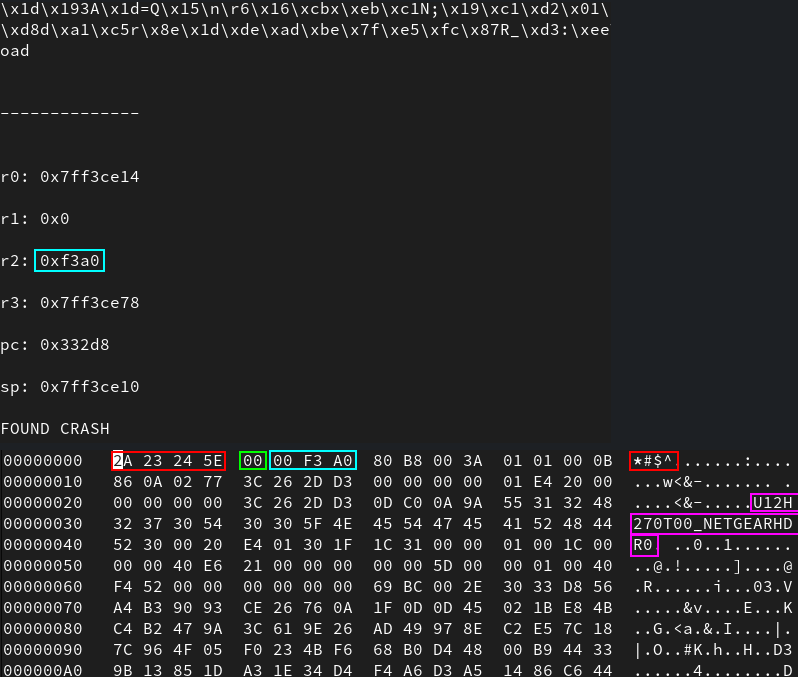 \x1d\x193A\x1d=Q\x15\n\r6\x16\xcbx\xeb\xc1N;\x19\xc1\xd2\x01\
\xd8d\xa1\xc5r\x8e\x1d\xde\xad\xbe\x7f\xe5\xfc\x87R_\xd3:\xee
oad
--------------
r0: 0x7ff3ce14
r1: 0x0
r2: 0xf3a0
r3: 0x7ff3ce78
pc: 0x332d8
sp: 0x7ff3ce10
FOUND CRASH
00000000 2A 23 24 5E 00 00 F3 A0 80 B8 00 3A 01 01 00 0B *#$^.......:....
00000010 86 0A 02 77 3C 26 2D D3 00 00 00 00 01 E4 20 00 ...w<&-....... .
00000020 00 00 00 00 3C 26 2D D3 0D C0 0A 9A 55 31 32 48 ....<&-.....U12H
00000030 32 37 30 54 30 30 5F 4E 45 54 47 45 41 52 48 44 270T00_NETGEARHD
00000040 52 30 00 20 E4 01 30 1F 1C 31 00 00 01 00 1C 00 R0. ..0..1......
00000050 00 00 40 E6 21 00 00 00 00 00 5D 00 00 01 00 40 ..@.!.....]....@
00000060 F4 52 00 00 00 00 00 00 69 BC 00 2E 30 33 D8 56 .R......i...03.V
00000070 A4 B3 90 93 CE 26 76 0A 1F 0D 0D 45 02 1B E8 4B .....&v....E...K
00000080 C4 B2 47 9A 3C 61 9E 26 AD 49 97 8E C2 E5 7C 18 ..G.<a.&.I....|.
00000090 7C 96 4F 05 F0 23 4B F6 68 B0 D4 48 00 B9 44 33 |.O..#K.h..H..D3
000000A0 9B 13 85 1D A3 1E 34 D4 F4 A6 D3 A5 14 86 C6 44 ......4........D